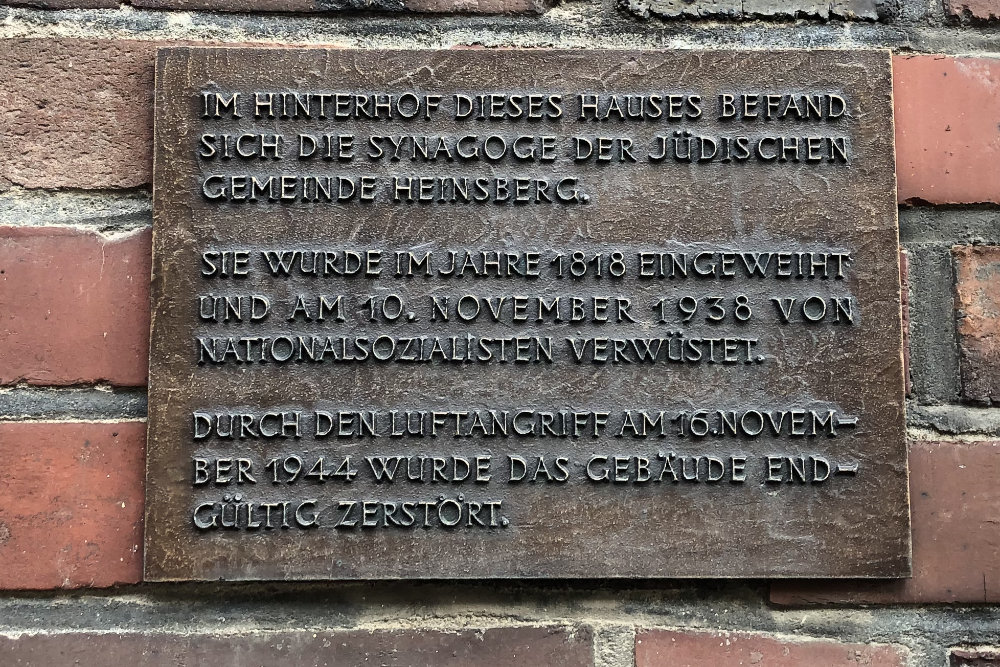 IM HINTERHOF DIESES HAUSES BEFAND
SICH DIE SYNAGOGE DER JÜDISCHEN
GEMEINDE HEINSBERG.
SIE WURDE IM JAHRE 1818 EINGEWEIHT
UND AM 10. NOVEMBER 1938 VON
NATIONALSOZIALISTEN VERWÜSTET.
DURCH DEN LUFTANGRIFF AM 16. NOVEM-
BER 1944 WURDE DAS GEBÄUDE END-
GÜLTIG ZERSTÖRT.